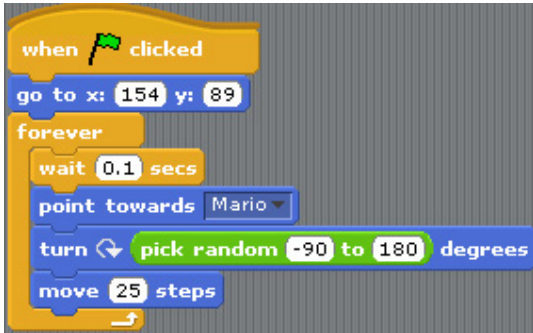 when clicked
go to x: 154 y: 89
forever
wait 0.1 secs
point towards Mario
turn pick random -90 to 180 degrees
move 25 steps